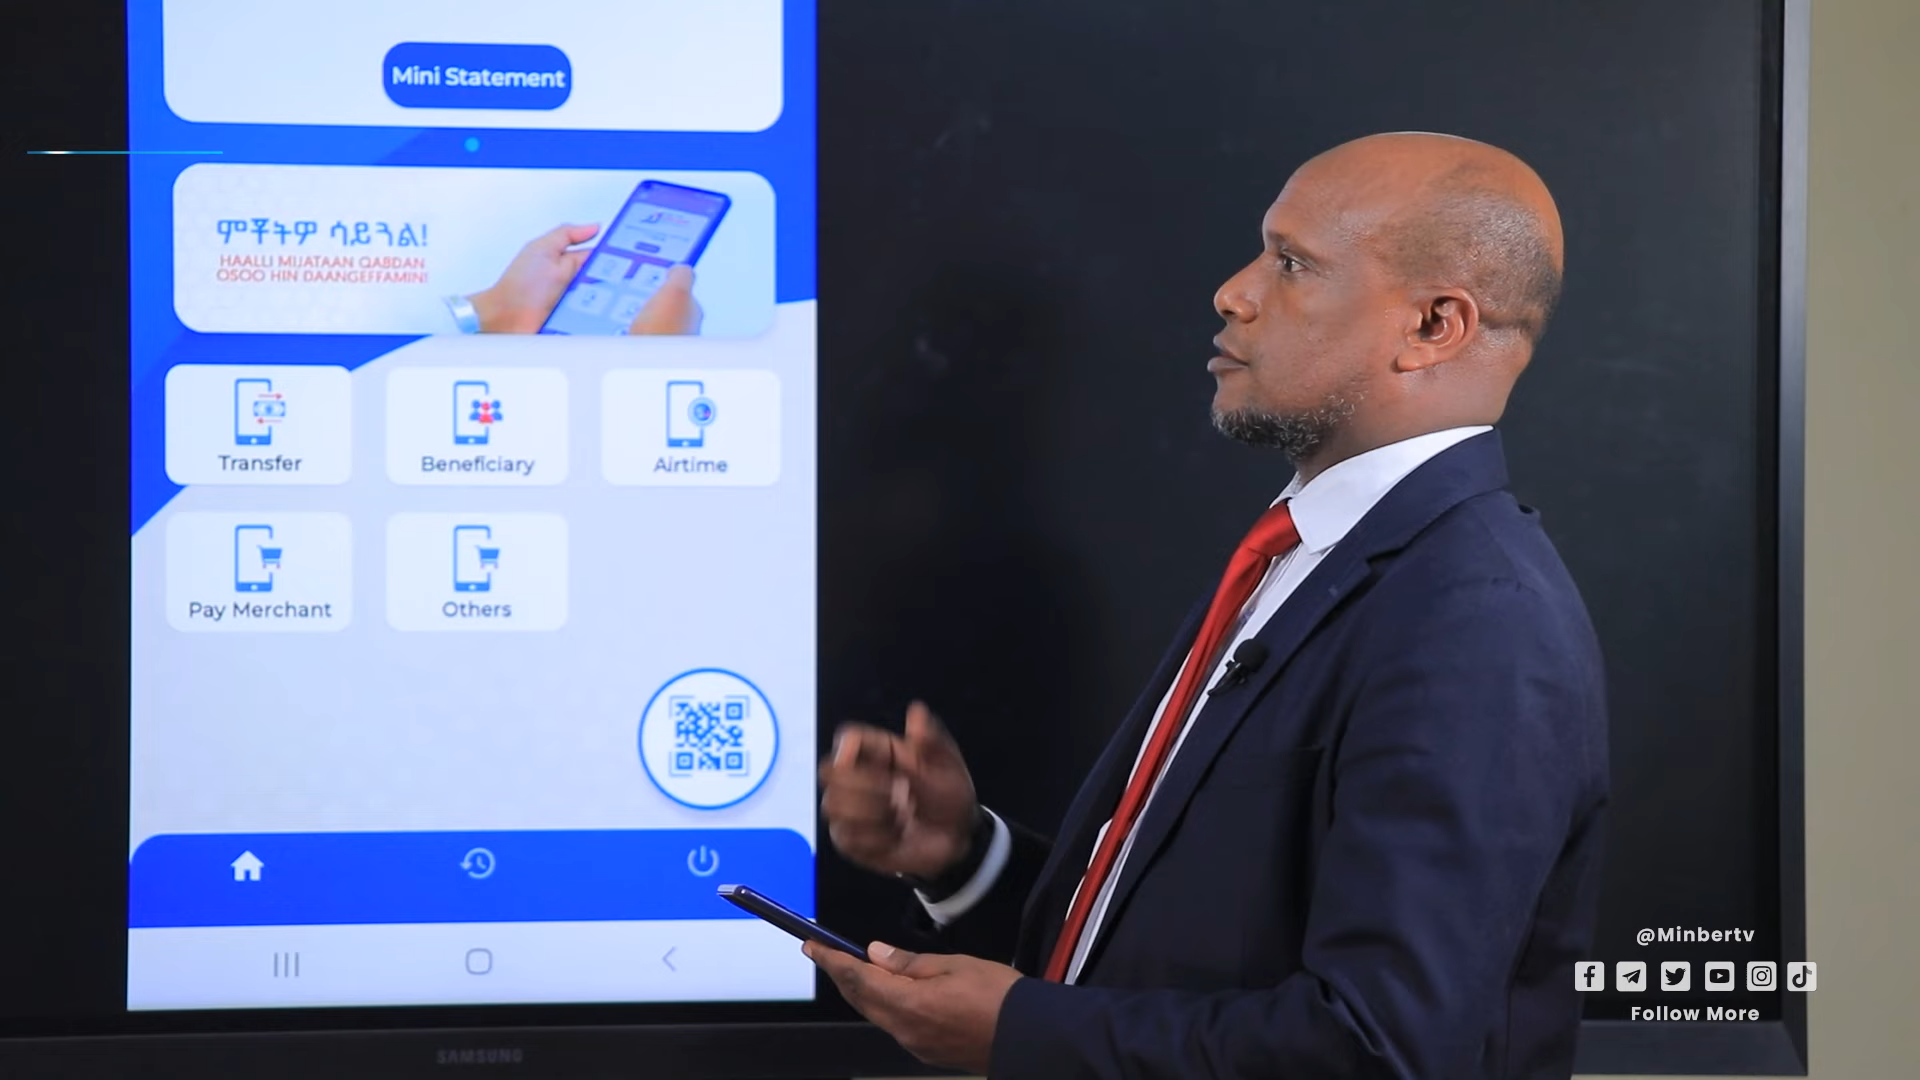 Mini Statement
ምቾትዎ ሳይጓደል!
HAALLI MIJATAAN QABDAN
OSOO HIN DAANGEFFAMIN!
Transfer
Beneficiary
Airtime
Pay Merchant
Others
SAMSUNG
@Minbertv
Follow More